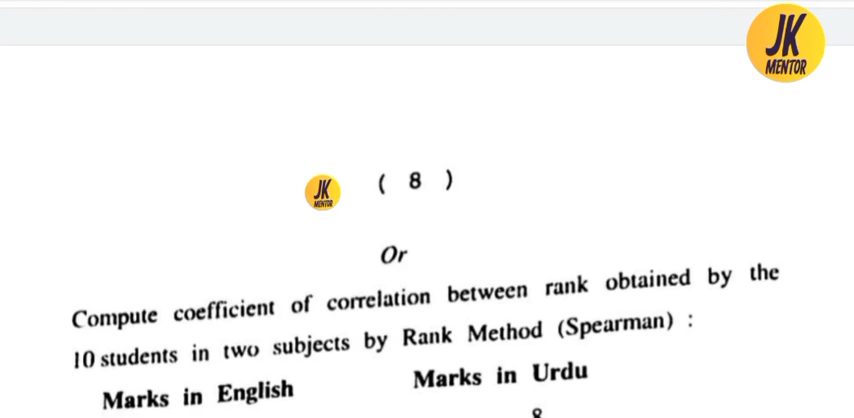 JK
MENTOR
JK
MENTOR
( 8 )
Or
Compute coefficient of correlation between rank obtained by the
10 students in two subjects by Rank Method (Spearman) :
Marks in English Marks in Urdu